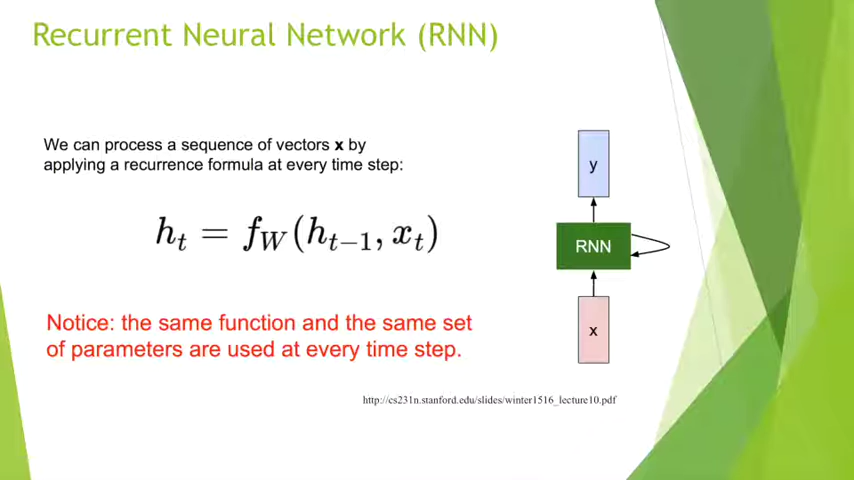 Recurrent Neural Network (RNN)
We can process a sequence of vectors x by
applying a recurrence formula at every time step:
h_t = f_W(h_{t-1}, x_t)
Notice: the same function and the same set
of parameters are used at every time step.
y
RNN
x
http://cs231n.stanford.edu/slides/winter1516_lecture10.pdf